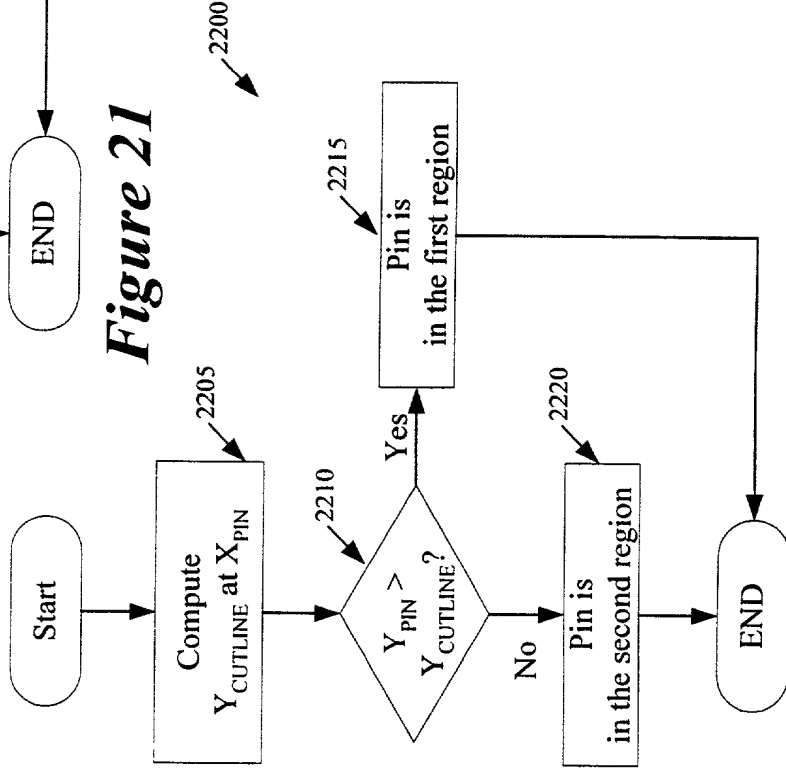 END
Figure 21
2200
Start
2205
Compute
Y_CUTLINE at X_PIN
2210
Y_PIN >
Y_CUTLINE?
Yes
2215
Pin is
in the first region
No
2220
Pin is
in the second region
END